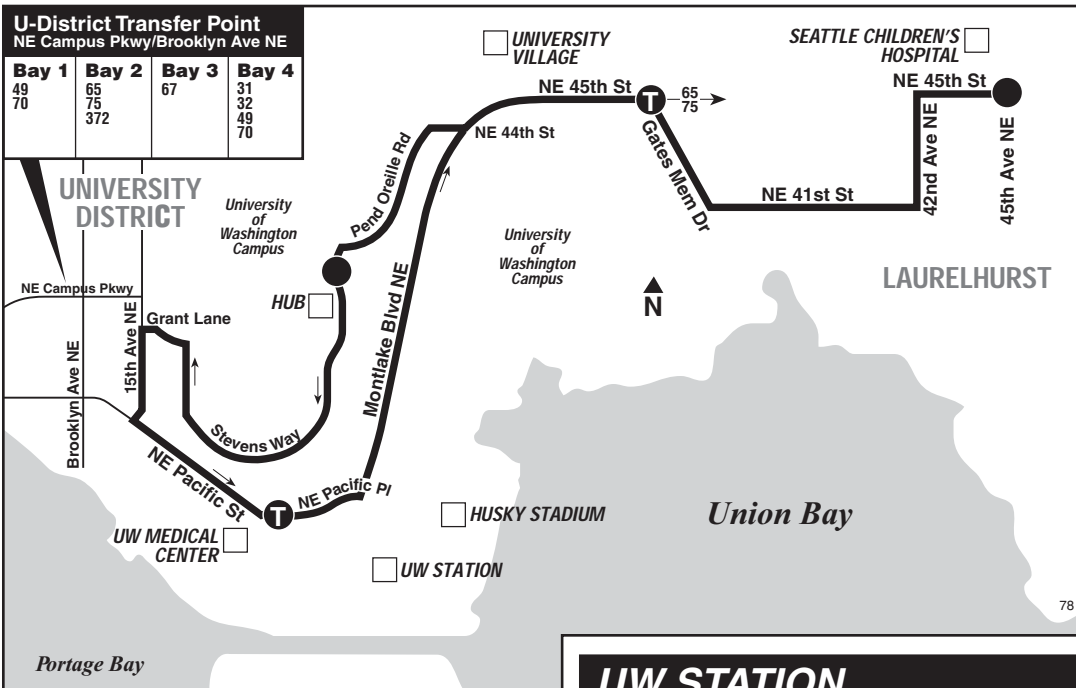 U-District Transfer Point
NE Campus Pkwy/Brooklyn Ave NE
Bay 1
49
70
Bay 2
65
75
372
Bay 3
67
Bay 4
31
32
49
70
UNIVERSITY
VILLAGE
SEATTLE CHILDREN'S
HOSPITAL
NE 45th St
T
65
75
NE 45th St
NE 44th St
Gates Mem Dr
42nd Ave NE
45th Ave NE
NE 41st St
UNIVERSITY
DISTRICT
University
of
Washington
Campus
Pend Oreille Rd
University
of
Washington
Campus
LAURELHURST
N
NE Campus Pkwy
HUB
Grant Lane
15th Ave NE
Brooklyn Ave NE
Montlake Blvd NE
Stevens Way
NE Pacific St
T
NE Pacific Pl
HUSKY STADIUM
Union Bay
UW MEDICAL
CENTER
UW STATION
78
Portage Bay
UW STATION